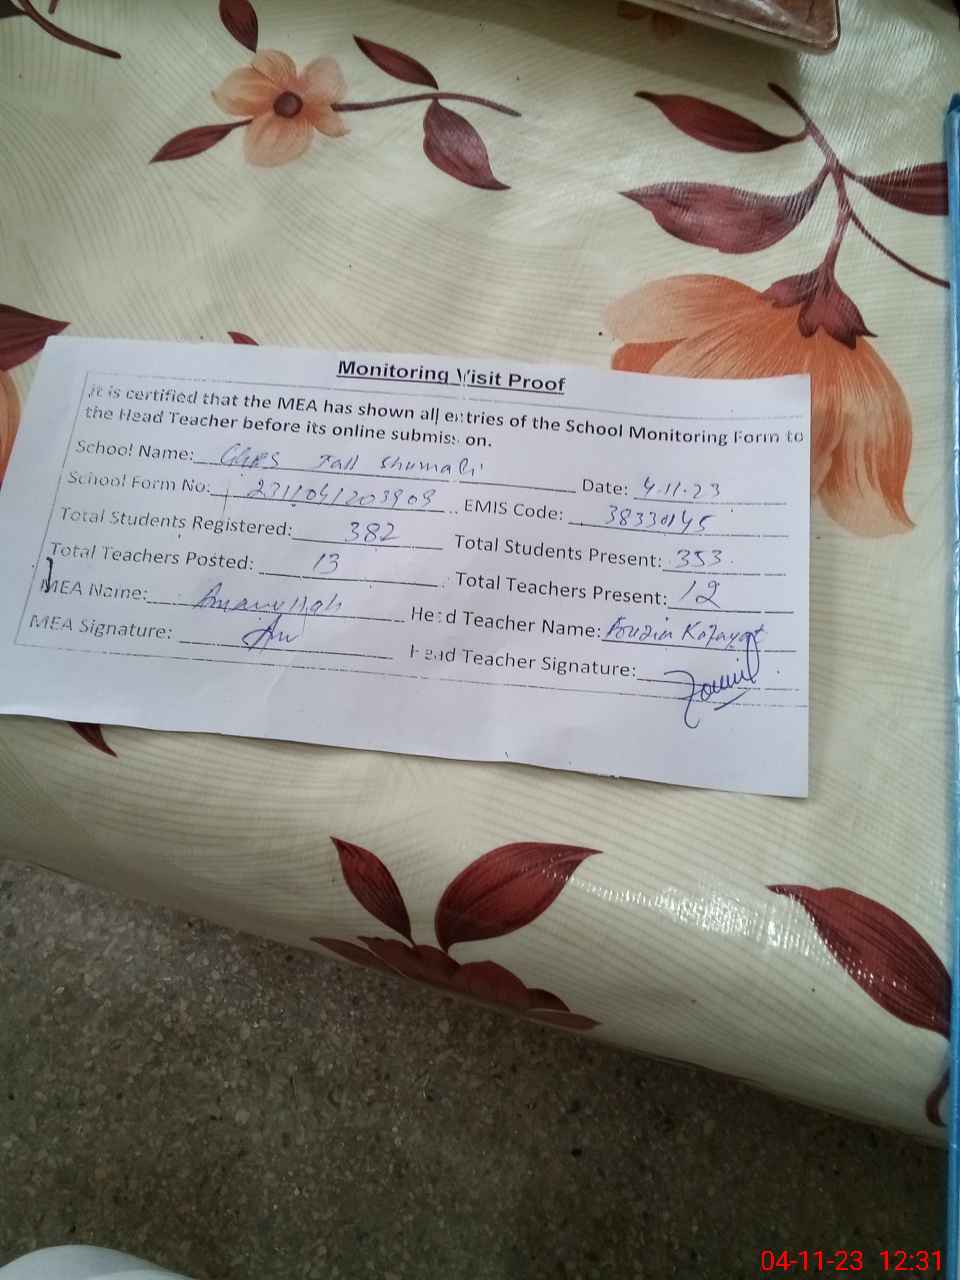 Monitoring Visit Proof
It is certified that the MEA has shown all entries of the School Monitoring Form to
the Head Teacher before its online submission.
School Name: Jall Shumali Date: 4.11.23
School Form No: 231104120390 EMIS Code: 38330145
Total Students Registered: 382 Total Students Present: 353
Total Teachers Posted: 13 Total Teachers Present: 12
MEA Name: Amanullah Head Teacher Name: Fouzia
MEA Signature: Head Teacher Signature:
04-11-23 12:31